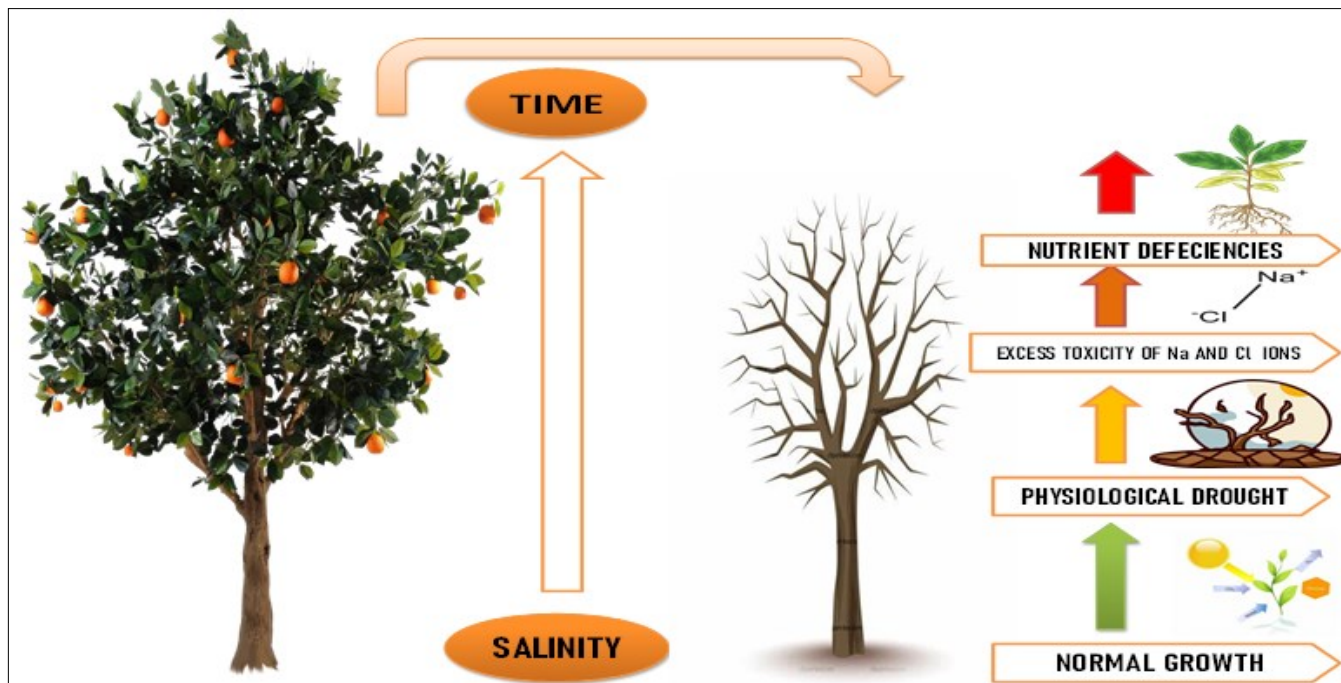 TIME
SALINITY
NUTRIENT DEFECIENCIES
Na⁺
⁻Cl
EXCESS TOXICITY OF Na AND Cl IONS
PHYSIOLOGICAL DROUGHT
NORMAL GROWTH